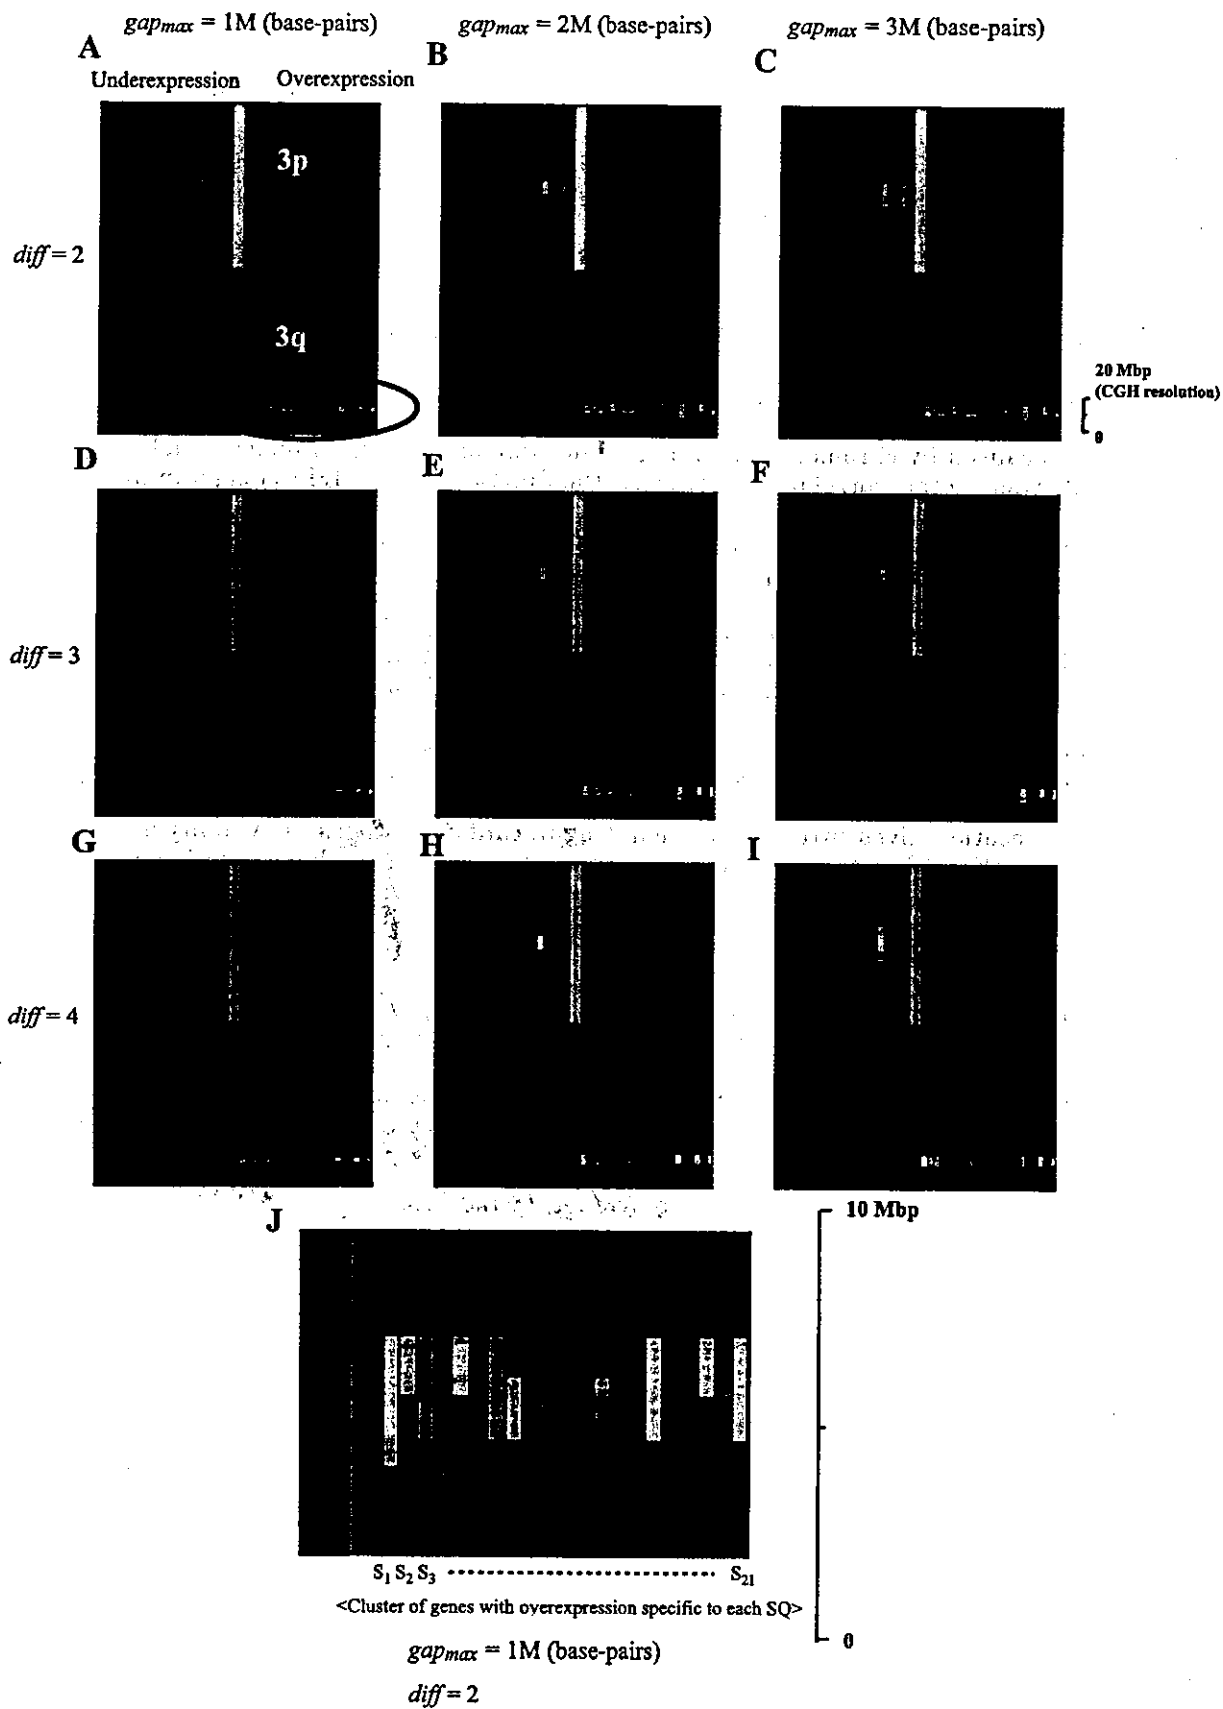 gapmax = 1M (base-pairs)
gapmax = 2M (base-pairs)
gapmax = 3M (base-pairs)
A
B
C
Underexpression
Overexpression
3p
diff = 2
3q
20 Mbp
(CGH resolution)
0
D
E
F
diff = 3
G
H
I
diff = 4
J
10 Mbp
S1 S2 S3
S21
<Cluster of genes with overexpression specific to each SQ>
0
gapmax = 1M (base-pairs)
diff = 2